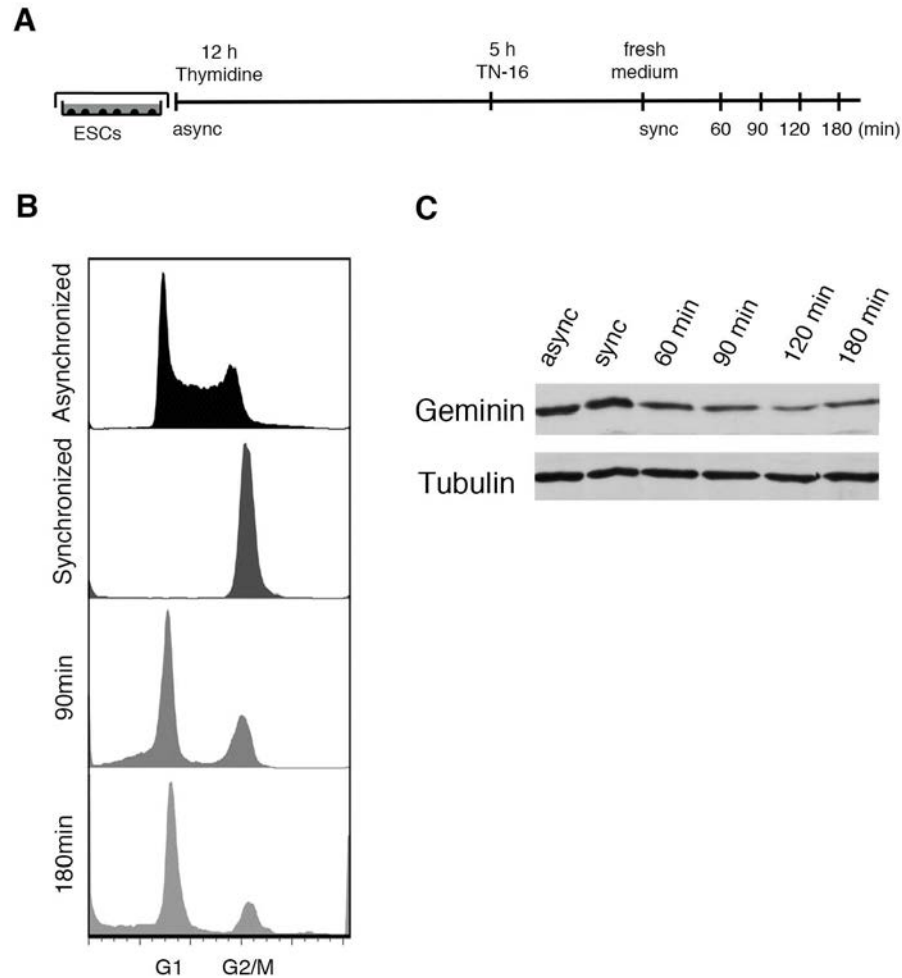 A
12 h
Thymidine
5 h
TN-16
fresh
medium
ESCs
async
sync
60
90
120
180 (min)
B
Asynchronized
Synchronized
90min
180min
G1
G2/M
C
async
sync
60 min
90 min
120 min
180 min
Geminin
Tubulin